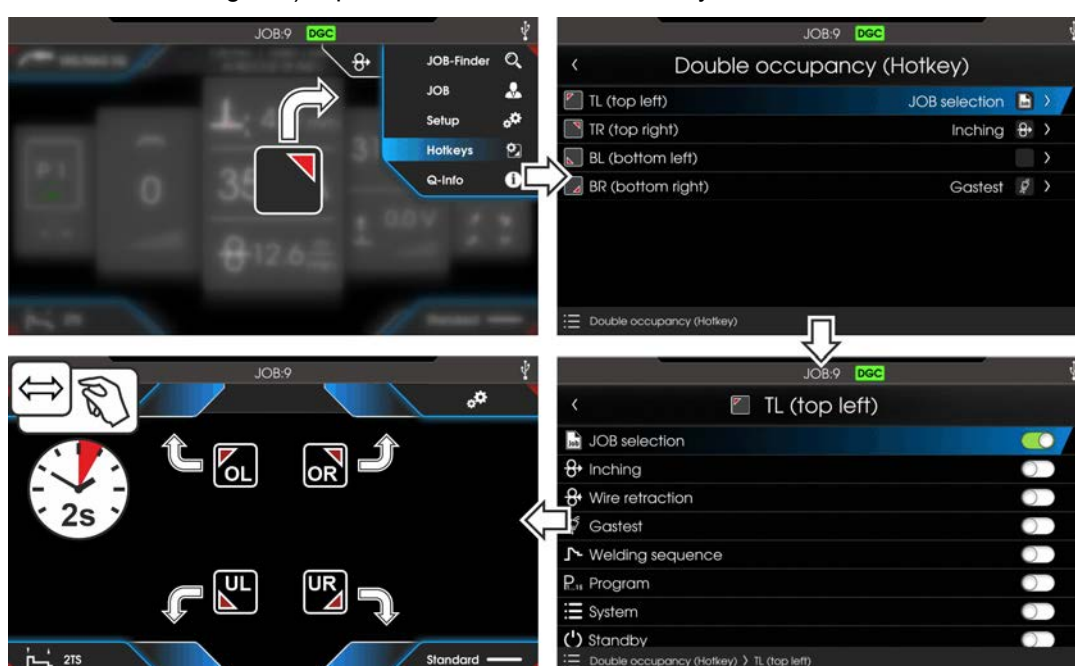 JOB:9 DGC
JOB-Finder
JOB
Setup
Hotkeys
Q-Info
P 1
0
12.6
0.0 V
JOB:9 DGC
Double occupancy (Hotkey)
TL (top left) JOB selection
TR (top right) Inching
BL (bottom left)
BR (bottom right) Gastest
Double occupancy (Hotkey)
JOB:9
2s
OL
OR
UL
UR
2TS
Standard
JOB:9 DGC
TL (top left)
Job
JOB selection
Inching
Wire retraction
Gastest
Welding sequence
P 15 Program
System
Standby
Double occupancy (Hotkey) > TL (top left)